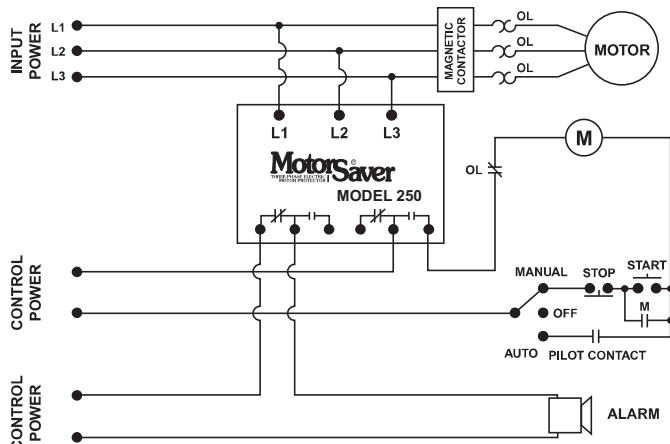 INPUT
POWER
L1
L2
L3
MAGNETIC
CONTACTOR
OL
OL
OL
MOTOR
L1 L2 L3
MotorSaver®
THREE-PHASE ELECTRIC
MOTOR PROTECTOR
MODEL 250
OL
M
CONTROL
POWER
MANUAL
STOP
START
OFF
M
AUTO
PILOT CONTACT
CONTROL
POWER
ALARM